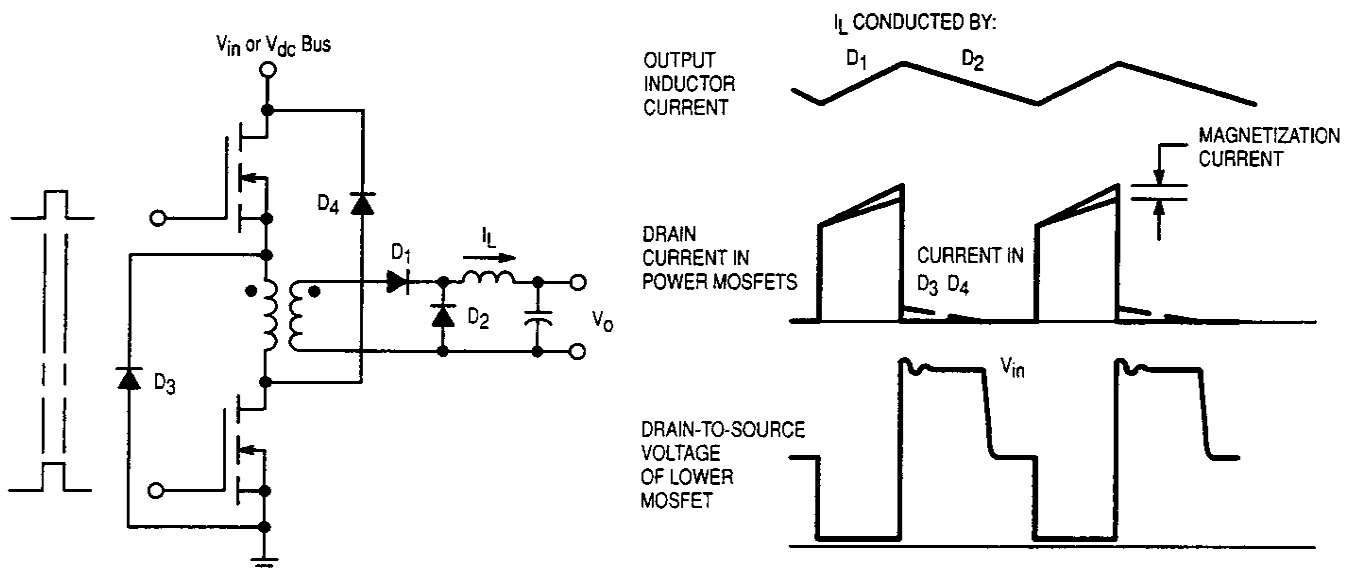 V_in or V_dc Bus
D_4
D_1
I_L
D_2
V_o
D_3
I_L CONDUCTED BY:
D_1 D_2
OUTPUT
INDUCTOR
CURRENT
MAGNETIZATION
CURRENT
DRAIN
CURRENT IN
POWER MOSFETS
CURRENT IN
D_3 D_4
V_in
DRAIN-TO-SOURCE
VOLTAGE
OF LOWER
MOSFET